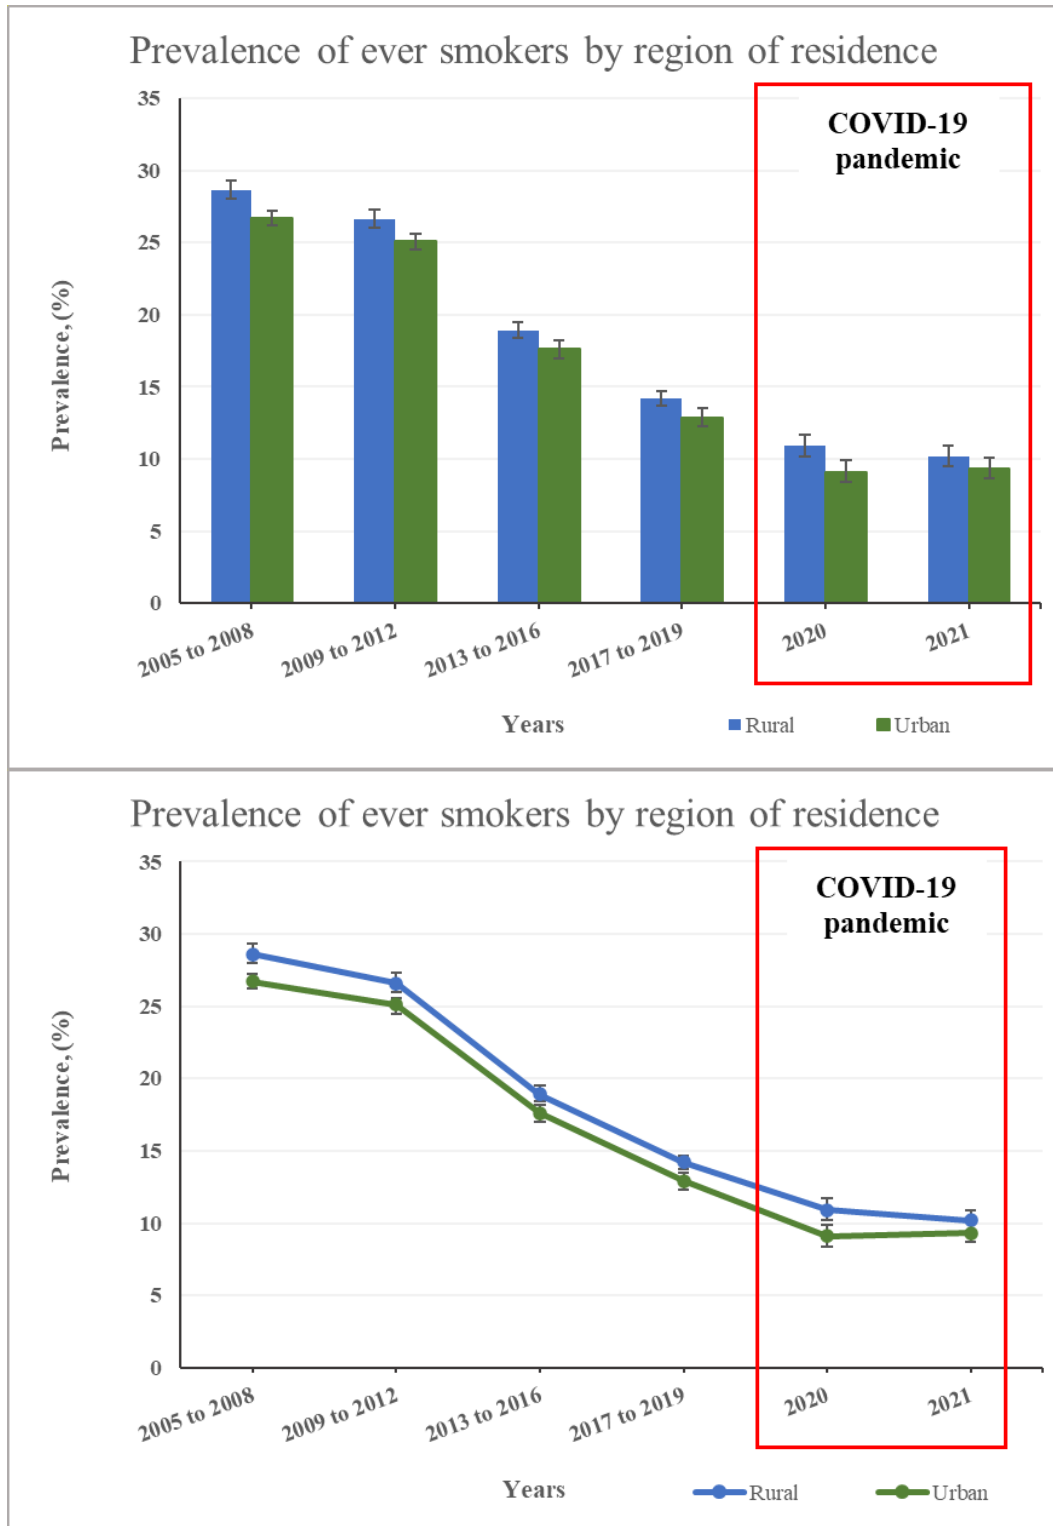 Prevalence of ever smokers by region of residence
COVID-19
pandemic
35
30
25
20
15
10
5
0
Prevalence, (%)
2005 to 2008
2009 to 2012
2013 to 2016
2017 to 2019
2020
2021
Years
Rural
Urban
Prevalence of ever smokers by region of residence
COVID-19
pandemic
35
30
25
20
15
10
5
0
Prevalence, (%)
2005 to 2008
2009 to 2012
2013 to 2016
2017 to 2019
2020
2021
Years
Rural
Urban